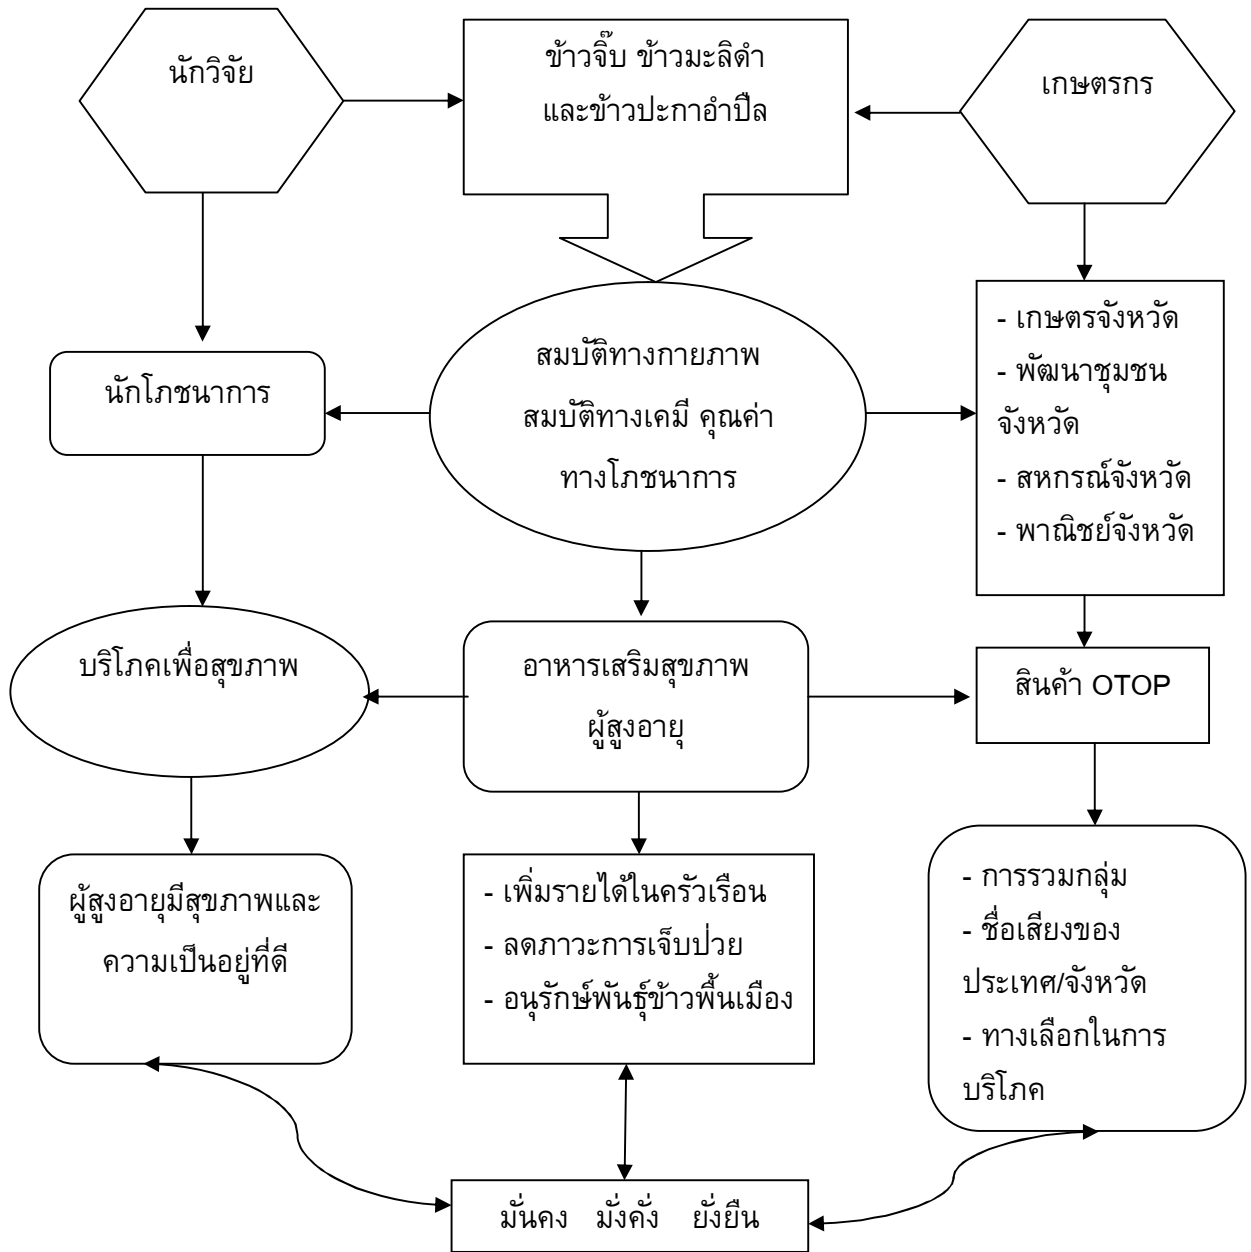 นักวิจัย
ข้าวจิ๊บ ข้าวมะลิดำ
และข้าวปะกาอำปึล
เกษตรกร
นักโภชนาการ
สมบัติทางกายภาพ
สมบัติทางเคมี คุณค่า
ทางโภชนาการ
- เกษตรจังหวัด
- พัฒนาชุมชน
จังหวัด
- สหกรณ์จังหวัด
- พาณิชย์จังหวัด
บริโภคเพื่อสุขภาพ
อาหารเสริมสุขภาพ
ผู้สูงอายุ
สินค้า OTOP
ผู้สูงอายุมีสุขภาพและ
ความเป็นอยู่ที่ดี
- เพิ่มรายได้ในครัวเรือน
- ลดภาวะการเจ็บป่วย
- อนุรักษ์พันธุ์ข้าวพื้นเมือง
- การรวมกลุ่ม
- ชื่อเสียงของ
ประเทศ/จังหวัด
- ทางเลือกในการ
บริโภค
มั่นคง มั่งคั่ง ยั่งยืน